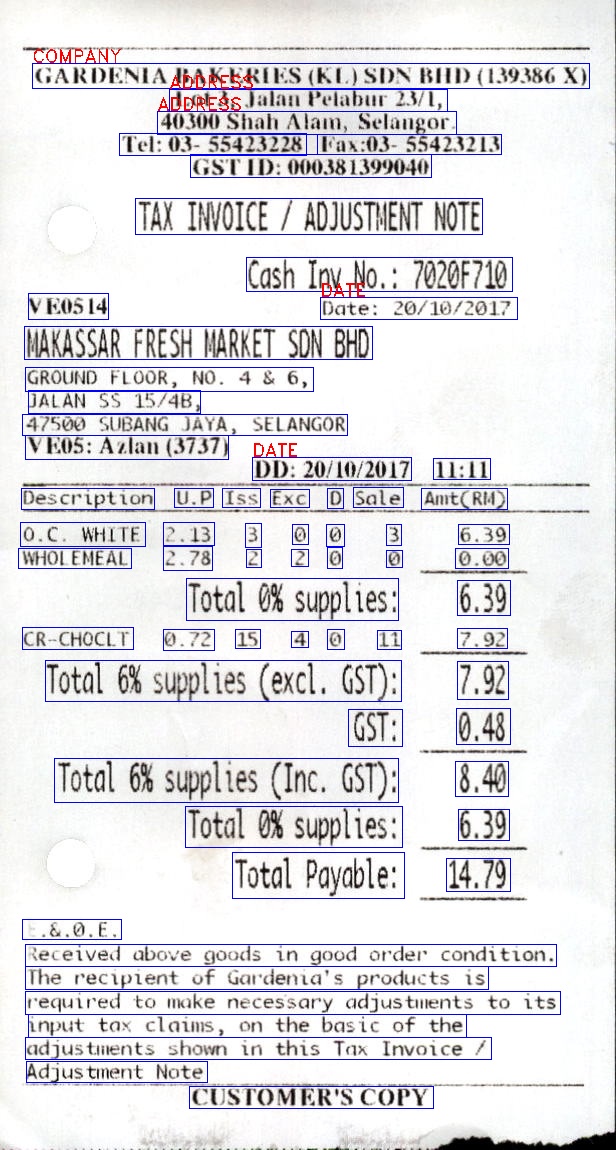 COMPANY
GARDENIA BAKERIES (KL) SDN BHD (139386 X)
ADDRESS
Lot 3, Jalan Pelabur 23/1,
ADDRESS
40300 Shah Alam, Selangor.
Tel: 03- 55423228 Fax:03- 55423213
GST ID: 000381399040
TAX INVOICE / ADJUSTMENT NOTE
Cash Inv No.: 7020F710
DATE
VE0514 Date: 20/10/2017
MAKASSAR FRESH MARKET SDN BHD
GROUND FLOOR, NO. 4 & 6,
JALAN SS 15/4B,
47500 SUBANG JAYA, SELANGOR
VE05: Azlan (3737)
DATE
DD: 20/10/2017 11:11
Description U.P Iss Exc D Sale Amt(RM)
O.C. WHITE 2.13 3 0 0 3 6.39
WHOLEMEAL 2.78 2 2 0 0 0.00
Total 0% supplies: 6.39
CR-CHOCLT 0.72 15 4 0 11 7.92
Total 6% supplies (excl. GST): 7.92
GST: 0.48
Total 6% supplies (Inc. GST): 8.40
Total 0% supplies: 6.39
Total Payable: 14.79
E.&.O.E.
Received above goods in good order condition.
The recipient of Gardenia's products is
required to make necessary adjustments to its
input tax claims, on the basic of the
adjustments shown in this Tax Invoice /
Adjustment Note
CUSTOMER'S COPY